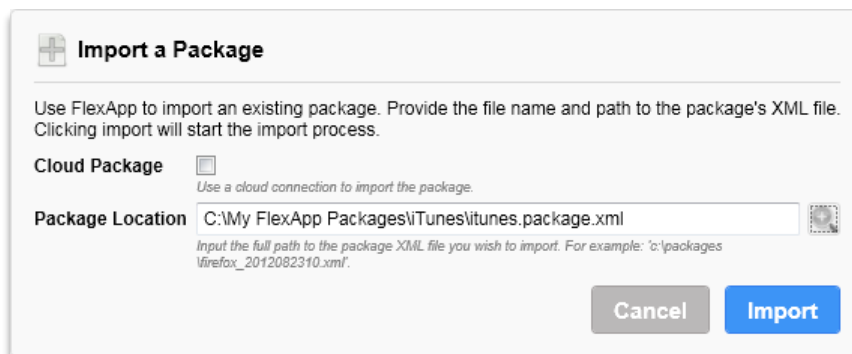 Import a Package
Use FlexApp to import an existing package. Provide the file name and path to the package's XML file.
Clicking import will start the import process.
Cloud Package
Use a cloud connection to import the package.
Package Location C:\My FlexApp Packages\iTunes\itunes.package.xml
Input the full path to the package XML file you wish to import. For example: 'c:\packages
\firefox_2012082310.xml'.
Cancel Import